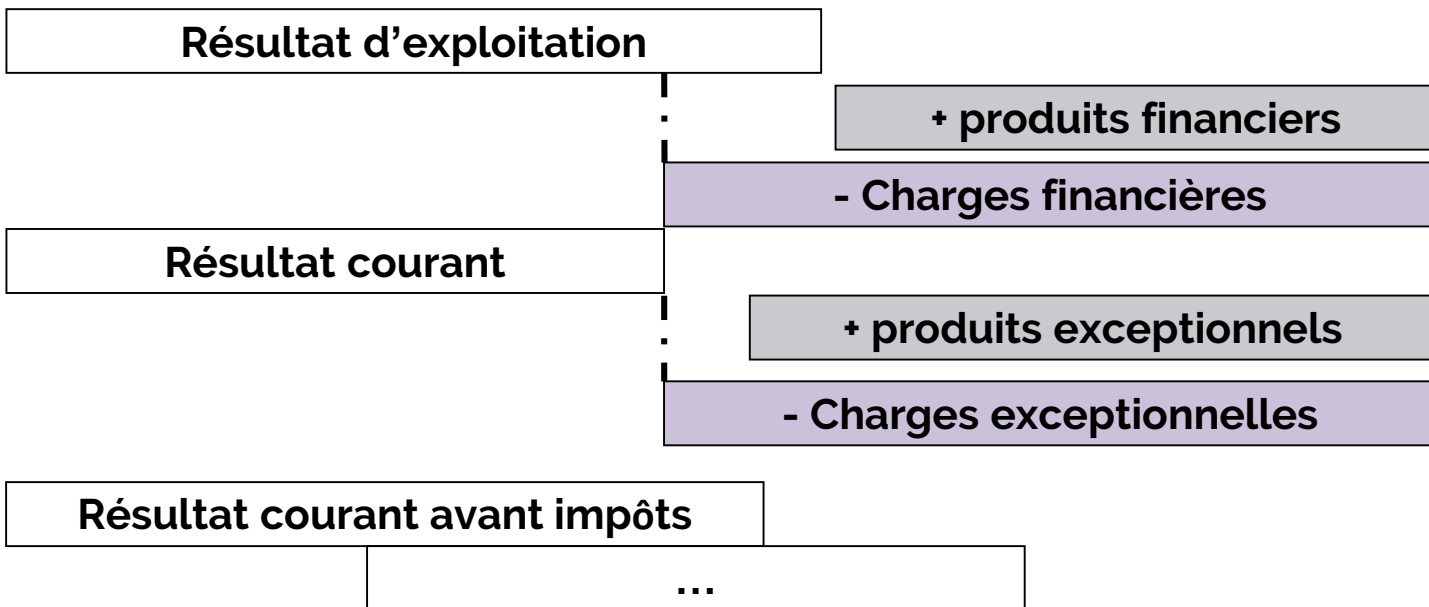 Résultat d’exploitation
+ produits financiers
- Charges financières
Résultat courant
+ produits exceptionnels
- Charges exceptionnelles
Résultat courant avant impôts
...